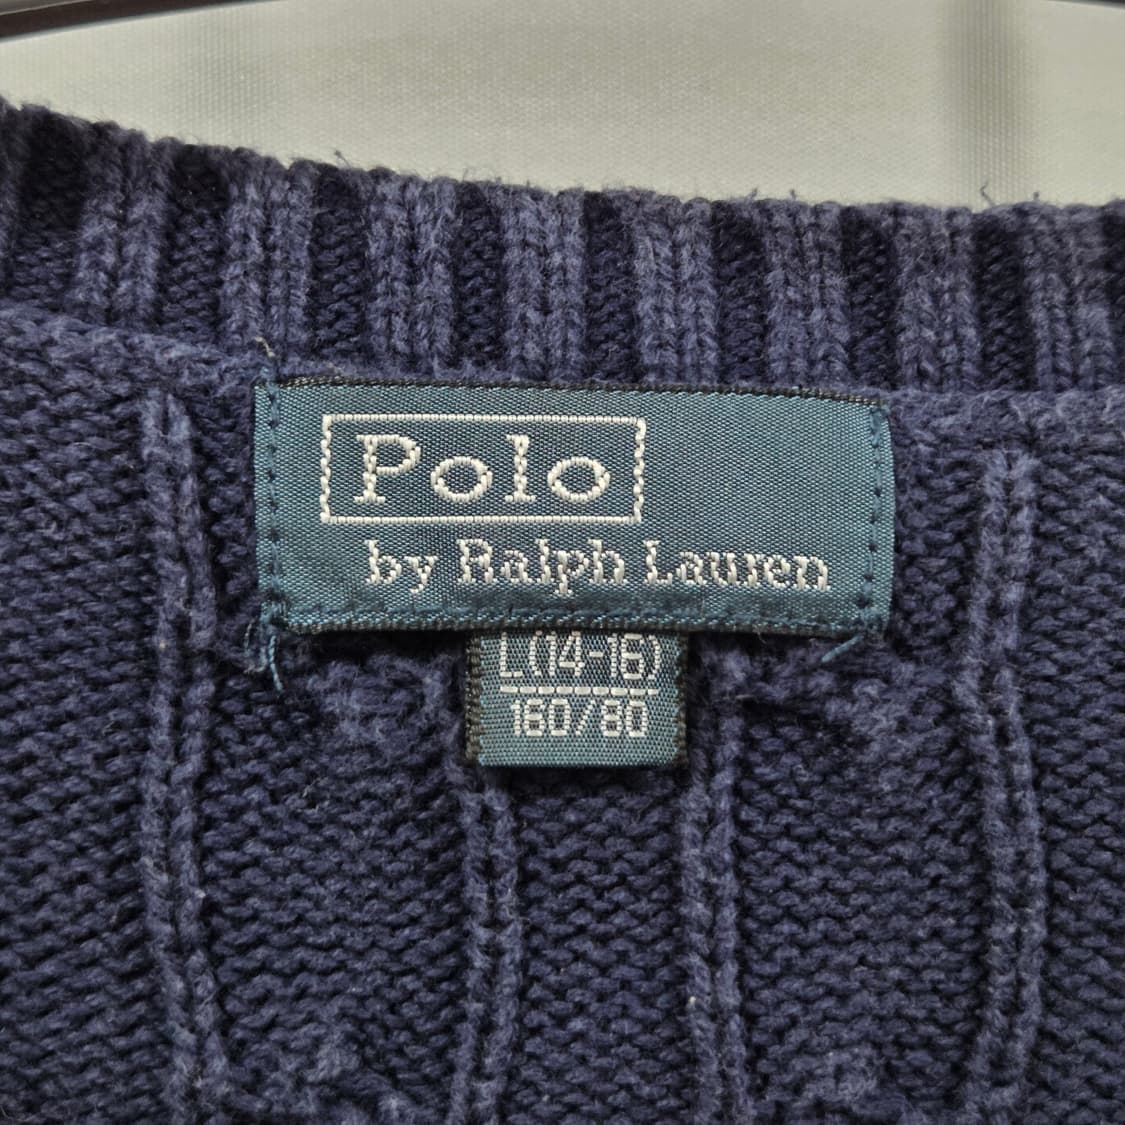 Polo
by Ralph Lauren
L(14-16)
160/80